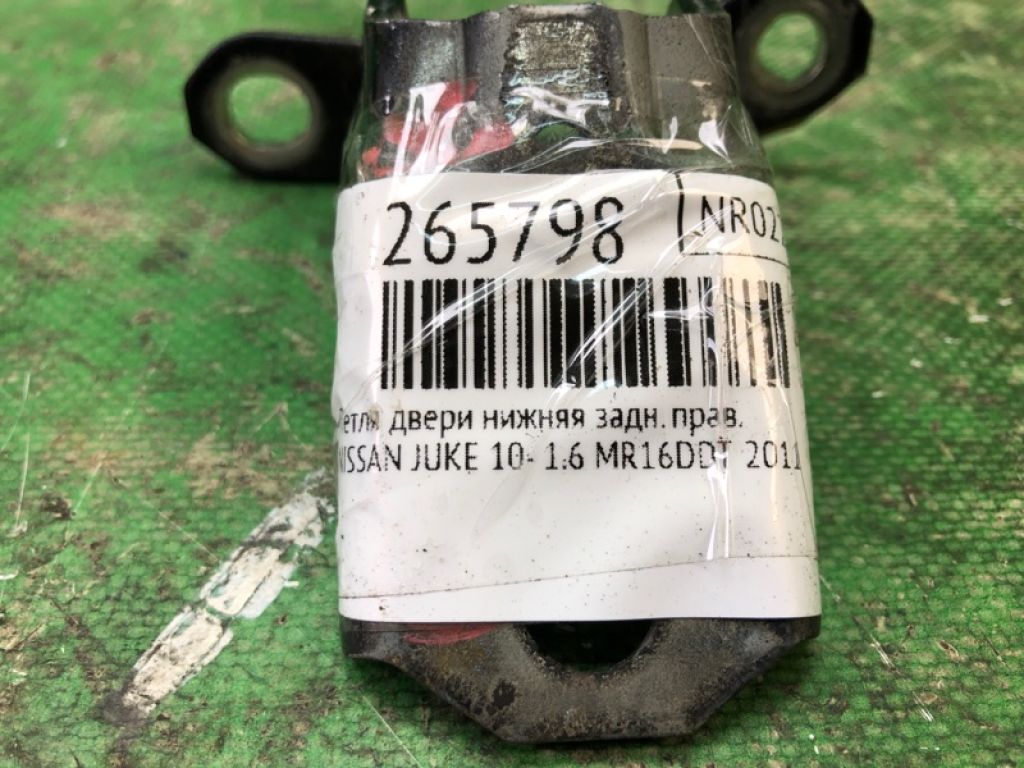 265798 NR02
Петля двери нижняя задн.прав.
NISSAN JUKE 10- 1.6 MR16DDT 2011